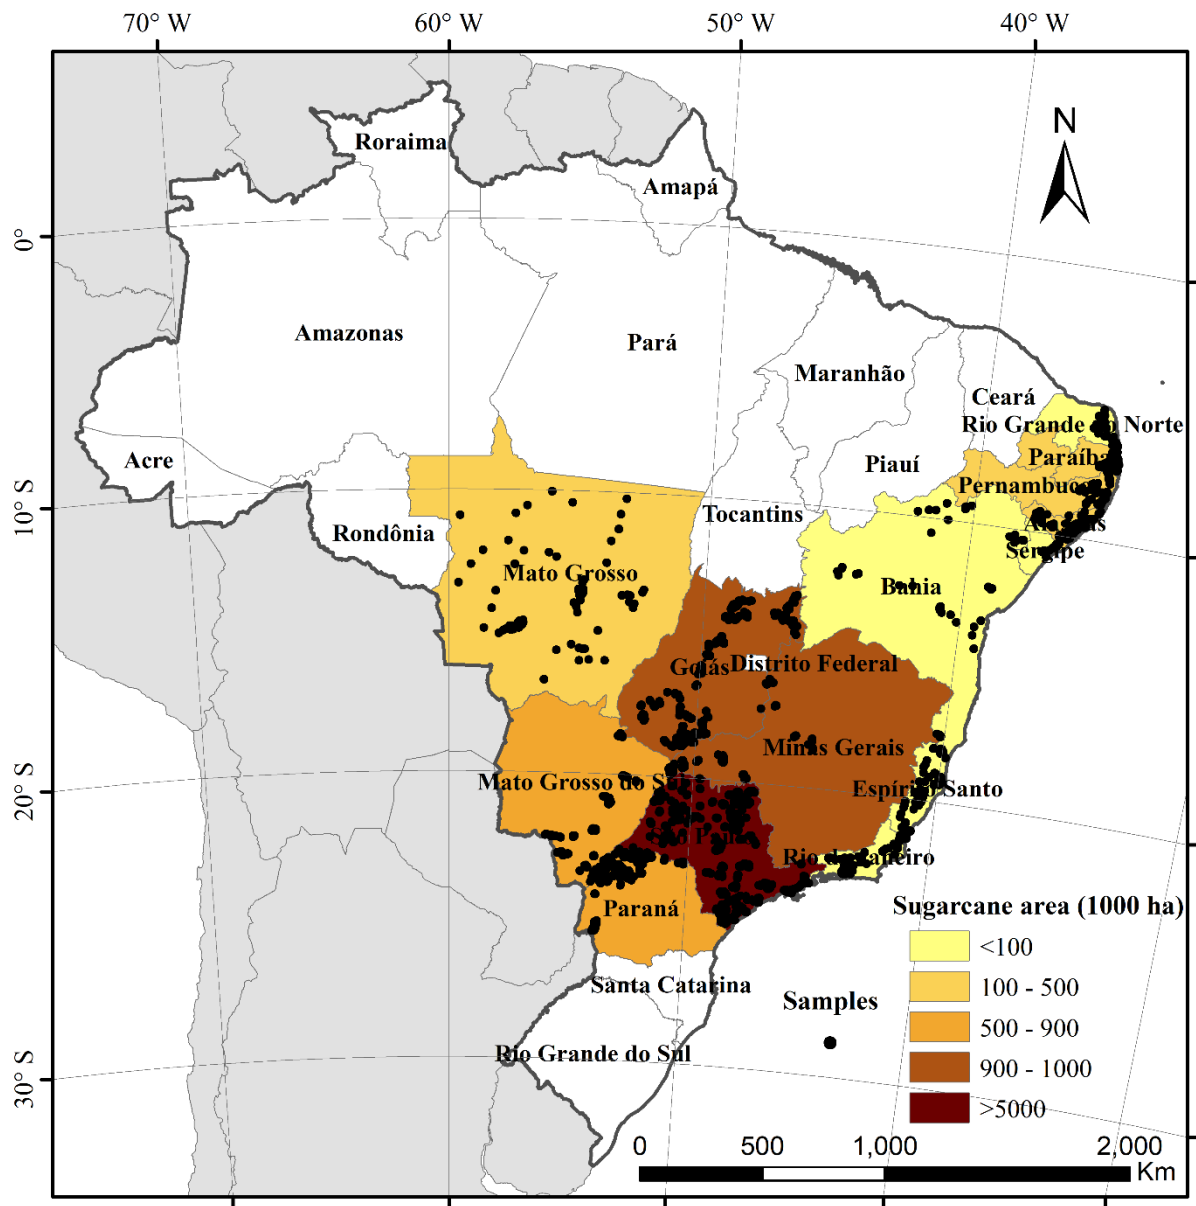 70° W
60° W
50° W
40° W
N
Roraima
Amapá
0°
Amazonas
Pará
Maranhão
Ceará
Rio Grande Norte
Acre
Piauí
Paraíba
Pernambuco
10° S
Rondônia
Tocantins
Sergipe
Mato Grosso
Bahia
Goiás
Distrito Federal
Minas Gerais
20° S
Mato Grosso do Sul
Espírito Santo
Rio de Janeiro
Paraná
Sugarcane area (1000 ha)
<100
100 - 500
500 - 900
900 - 1000
>5000
Santa Catarina
Samples
Rio Grande do Sul
30° S
0 500 1,000 2,000
Km